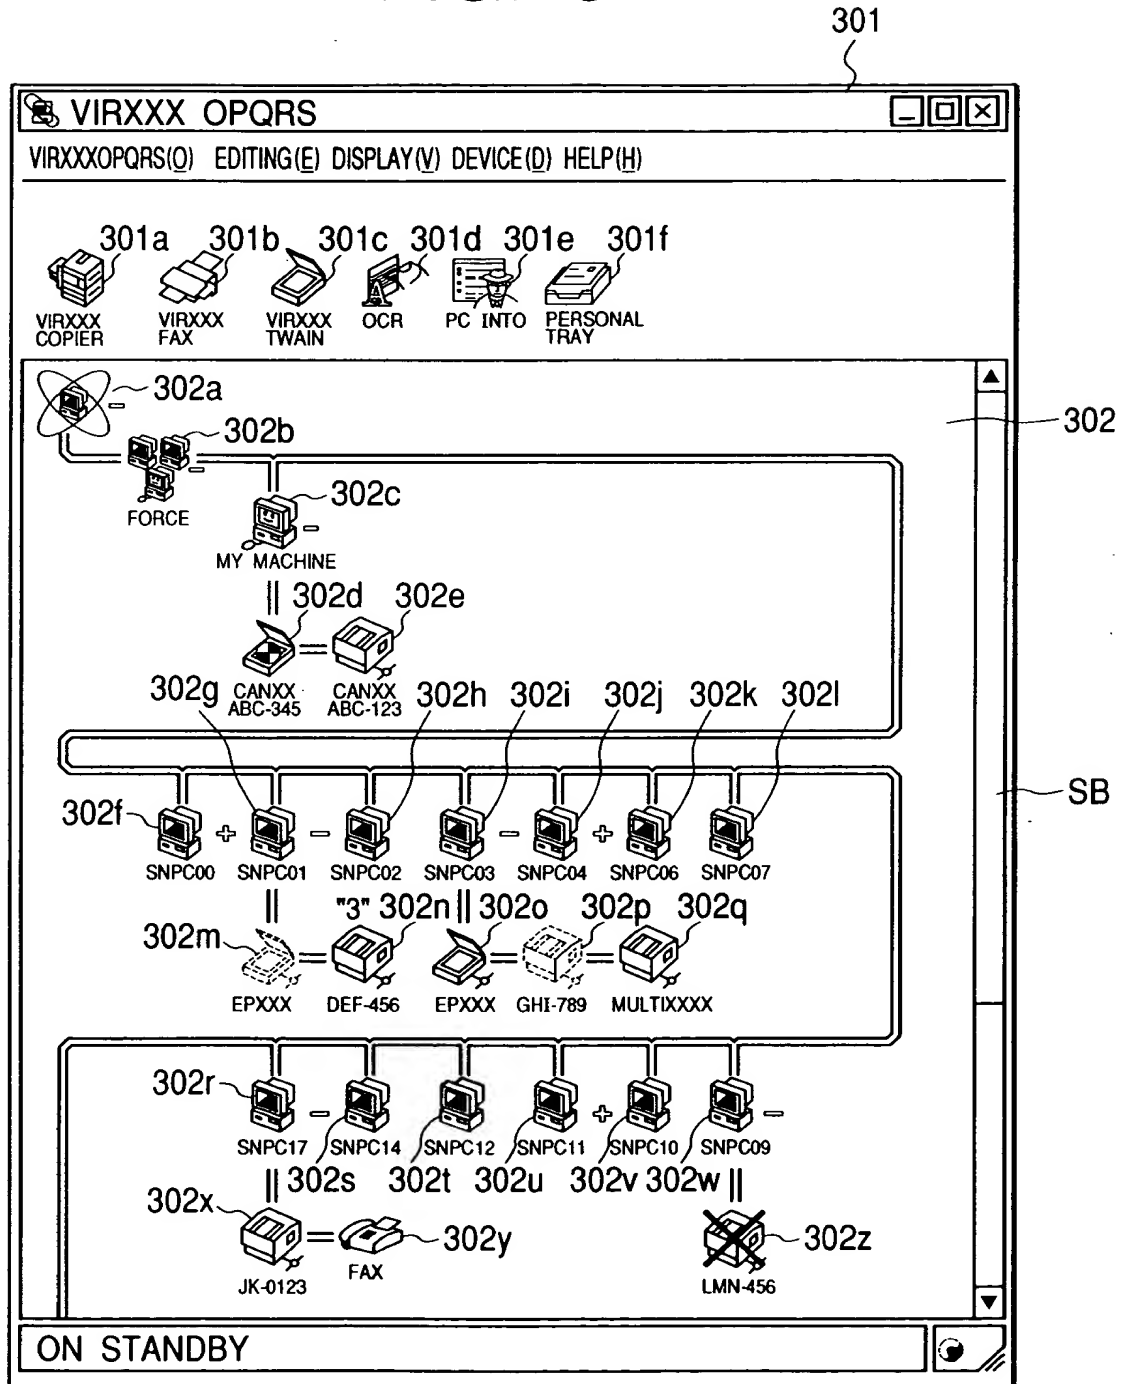 301
VIRXXX OPQRS
VIRXXXOPQRS(O) EDITING(E) DISPLAY(V) DEVICE(D) HELP(H)
301a 301b 301c 301d 301e 301f
VIRXXX COPIER
VIRXXX FAX
VIRXXX TWAIN
OCR
PC INTO
PERSONAL TRAY
302a
302
302b
FORCE
302c
MY MACHINE
302d 302e
CANXX ABC-345
CANXX ABC-123
302g 302h 302i 302j 302k 302l
SB
302f
SNPC00 + SNPC01 - SNPC02 SNPC03 - SNPC04 + SNPC06 SNPC07
"3" 302n 302o 302p 302q
302m
EPXXX DEF-456 EPXXX GHI-789 MULTIXXXX
302r
SNPC17 - SNPC14 SNPC12 SNPC11 + SNPC10 SNPC09 -
302s 302t 302u 302v 302w
302x 302y 302z
JK-0123 FAX LMN-456
ON STANDBY